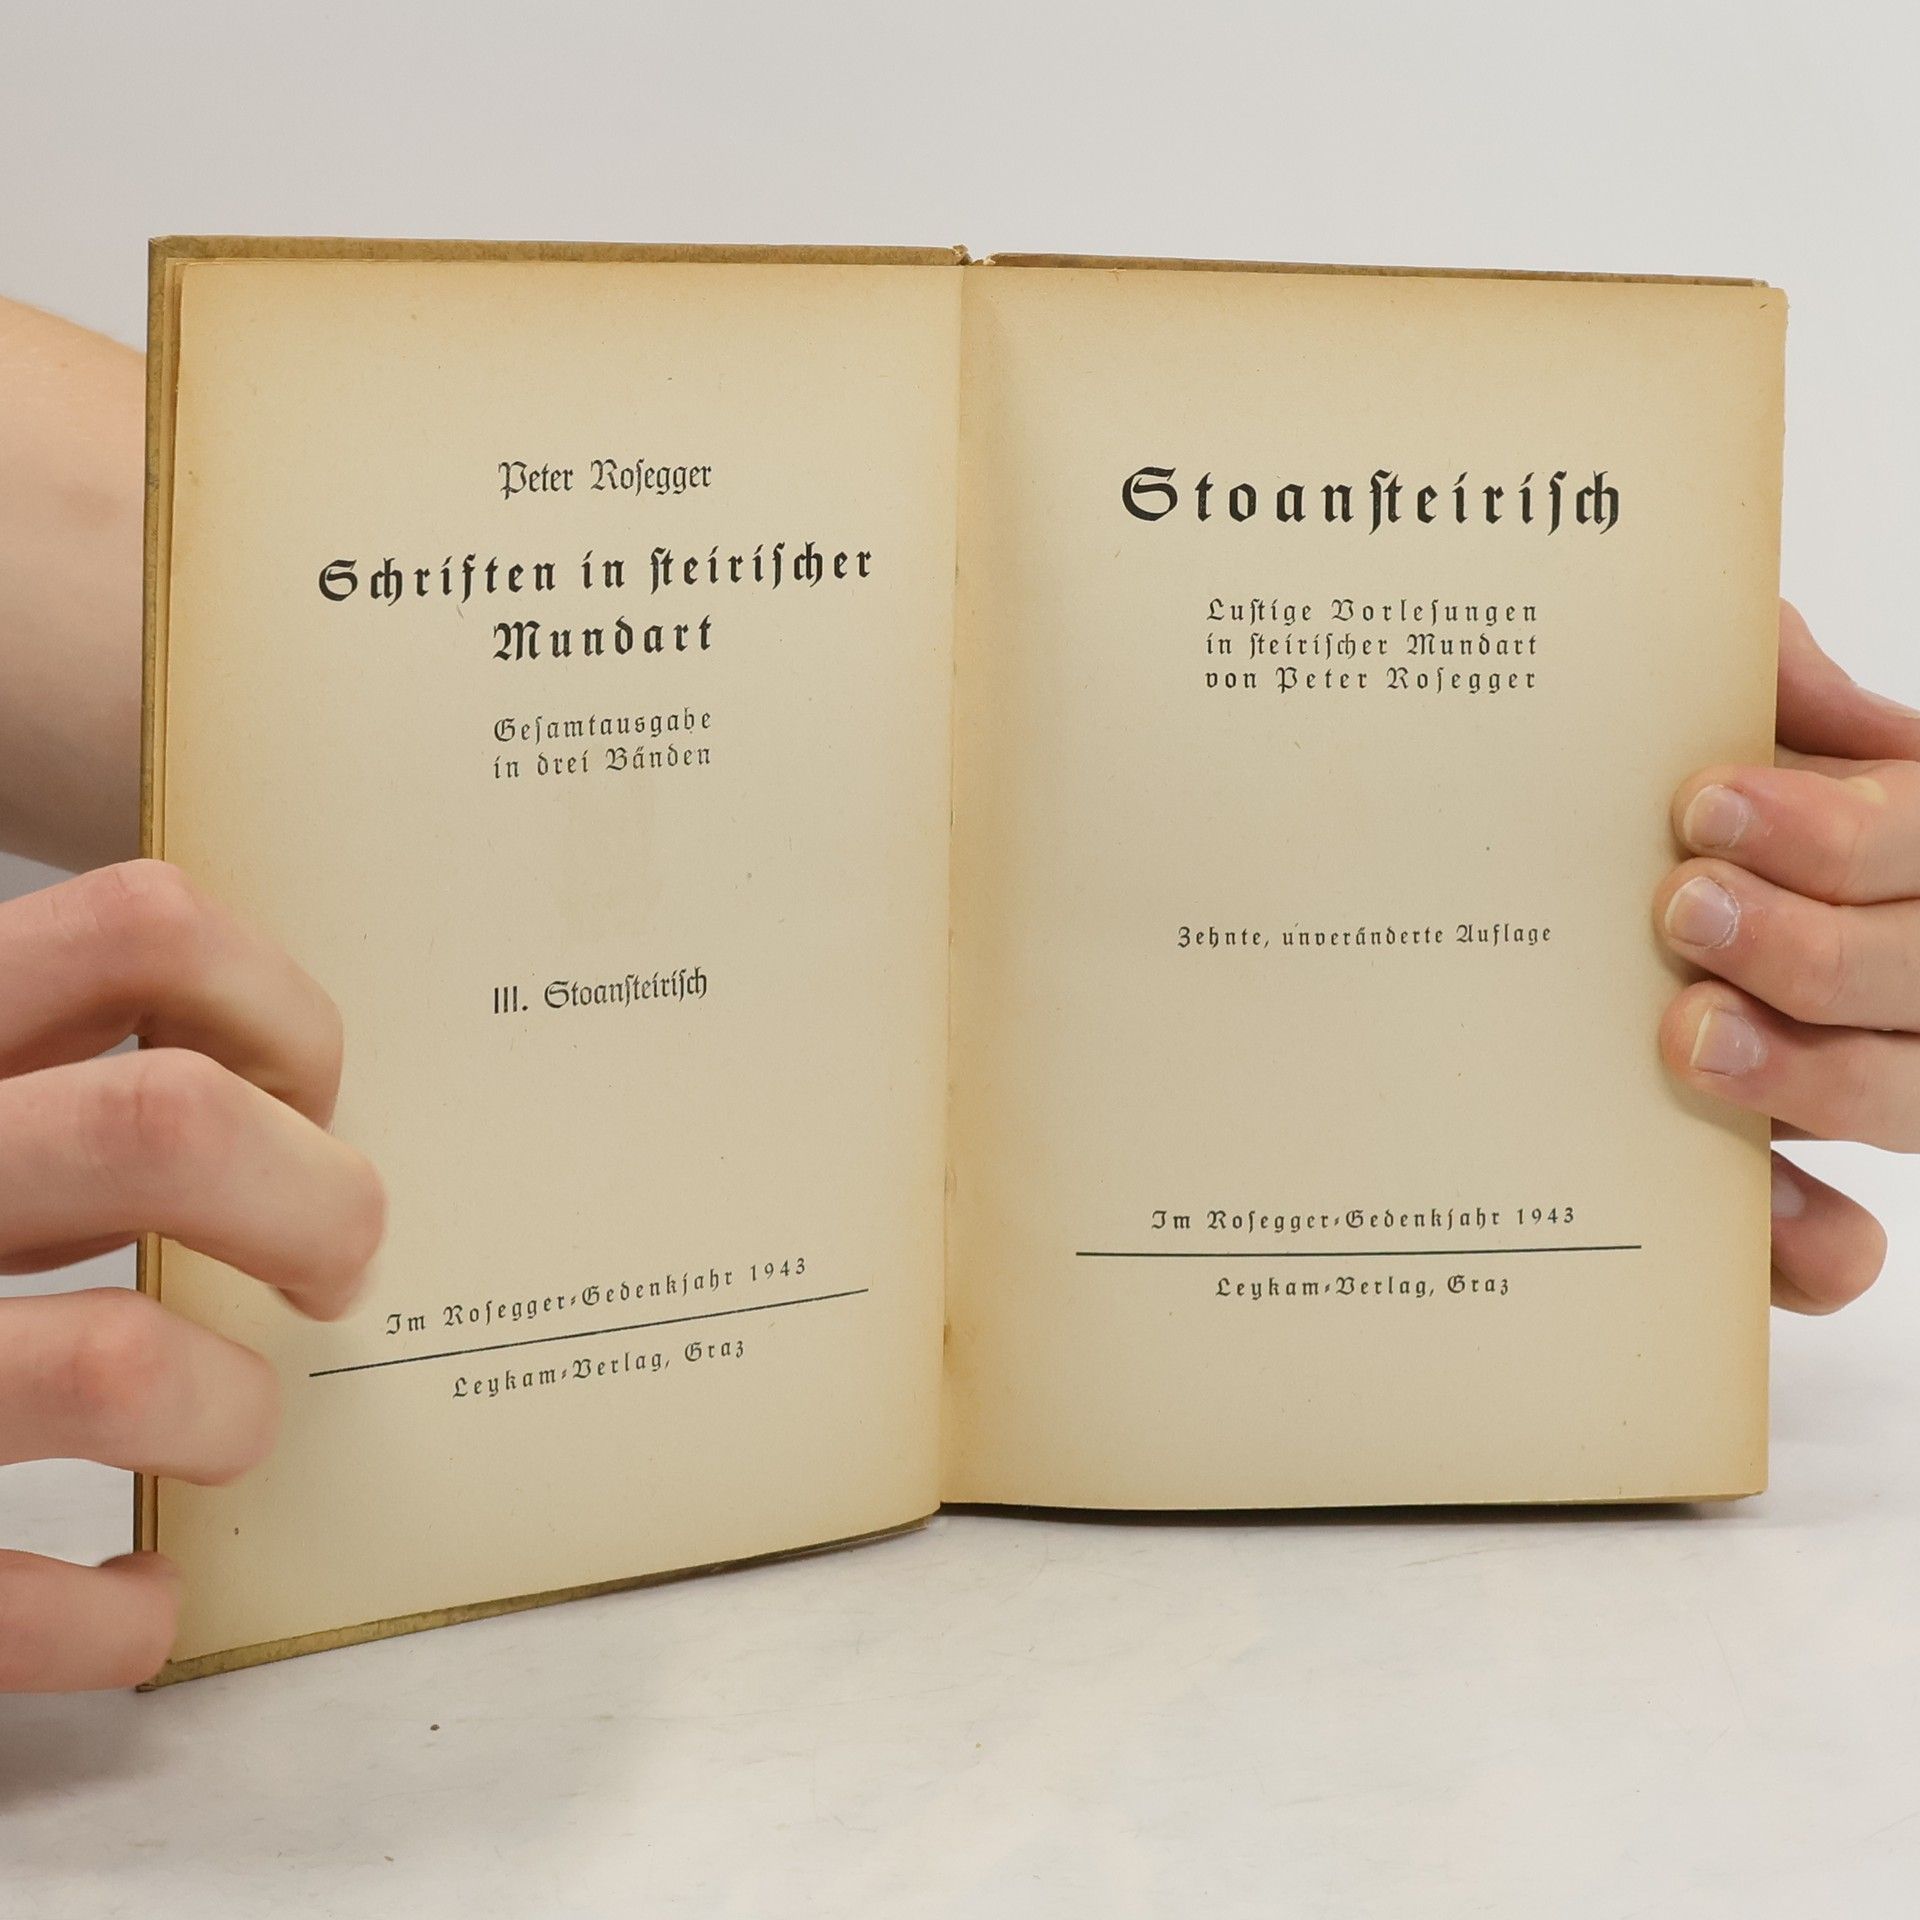 Peter Roſegger
Schriften in ſteiriſcher
Mundart
Geſamtausgabe
in drei Bänden
III. Stoanſteiriſch
Im Roſegger⸗Gedenkjahr 1943
Leykam⸗Verlag, Graz
Stoanſteiriſch
Luſtige Vorleſungen
in ſteiriſcher Mundart
von Peter Roſegger
Zehnte, unveränderte Auflage
Im Roſegger⸗Gedenkjahr 1943
Leykam⸗Verlag, Graz